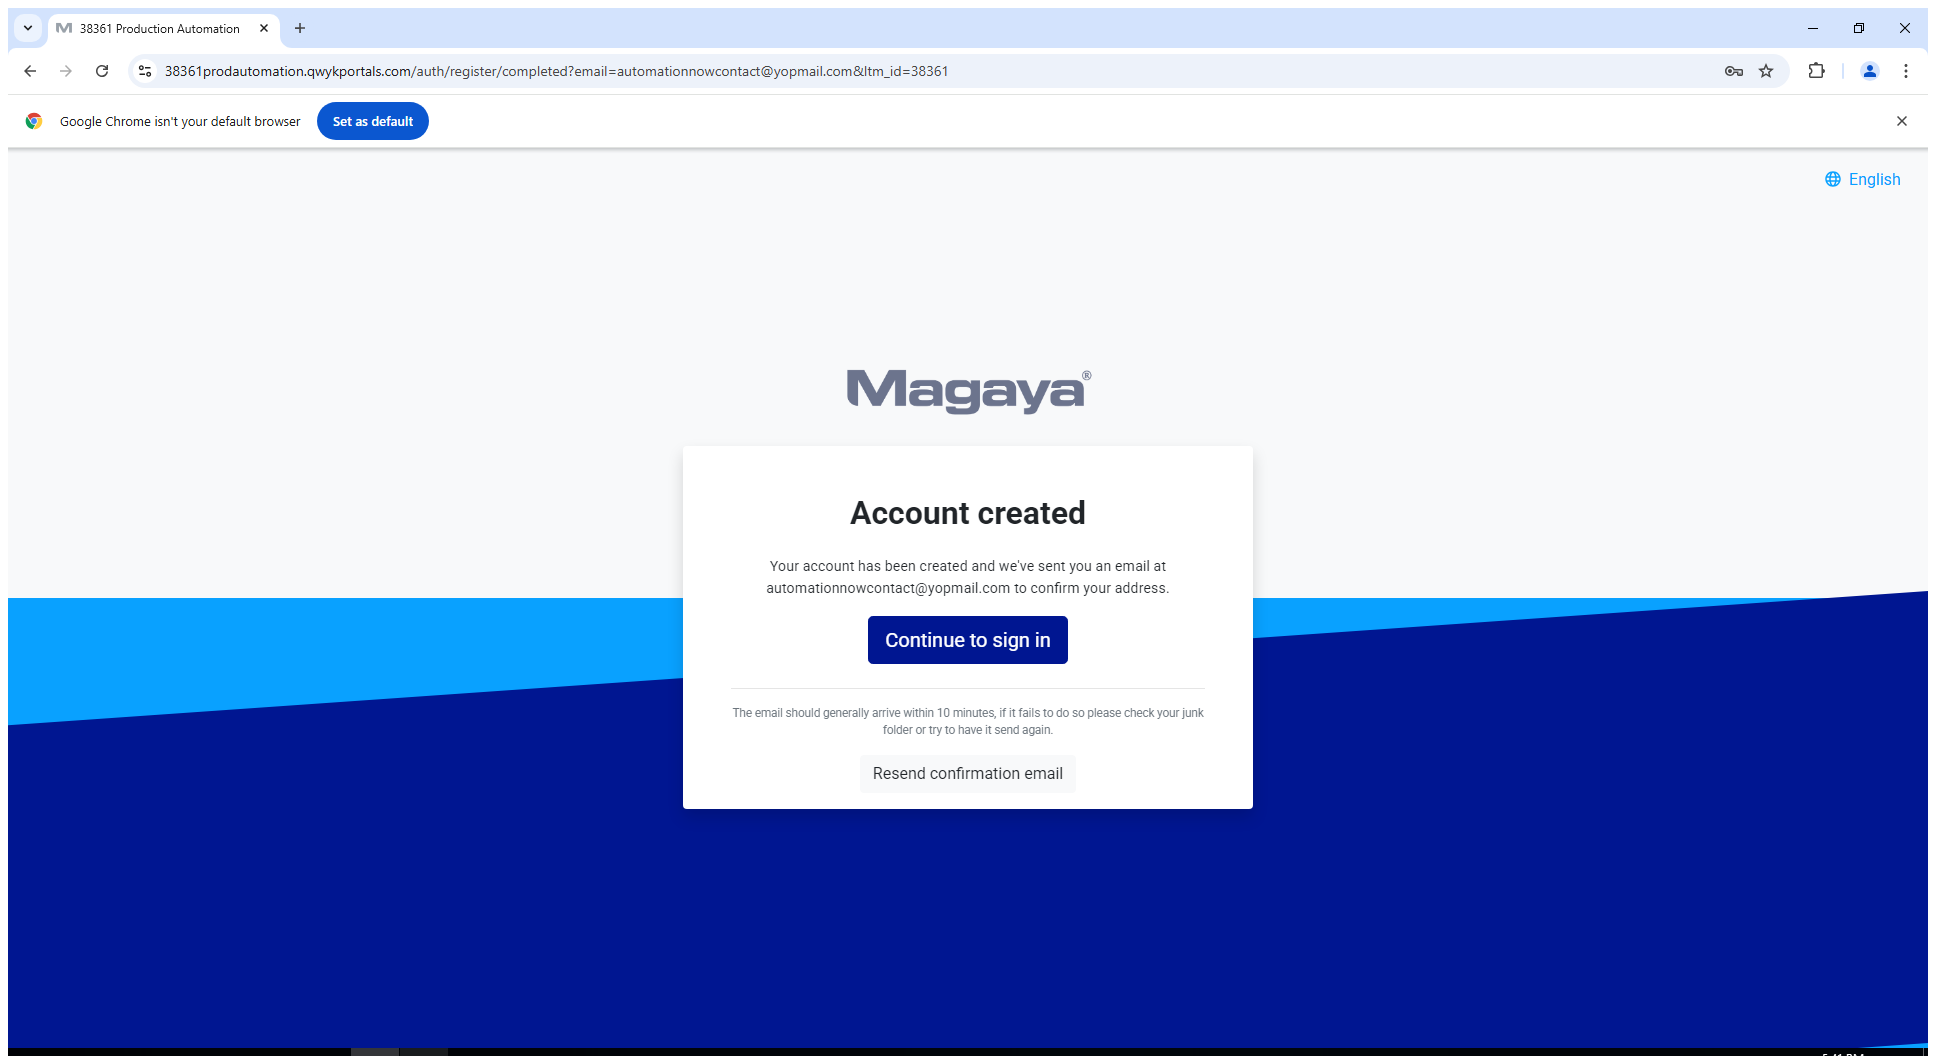 38361 Production Automation
38361prodautomation.qwykportals.com/auth/register/completed?email=automationnowcontact@yopmail.com&ltm_id=38361
Google Chrome isn't your default browser
Set as default
English
Magaya®
Account created
Your account has been created and we've sent you an email at
automationnowcontact@yopmail.com to confirm your address.
Continue to sign in
The email should generally arrive within 10 minutes, if it fails to do so please check your junk
folder or try to have it send again.
Resend confirmation email